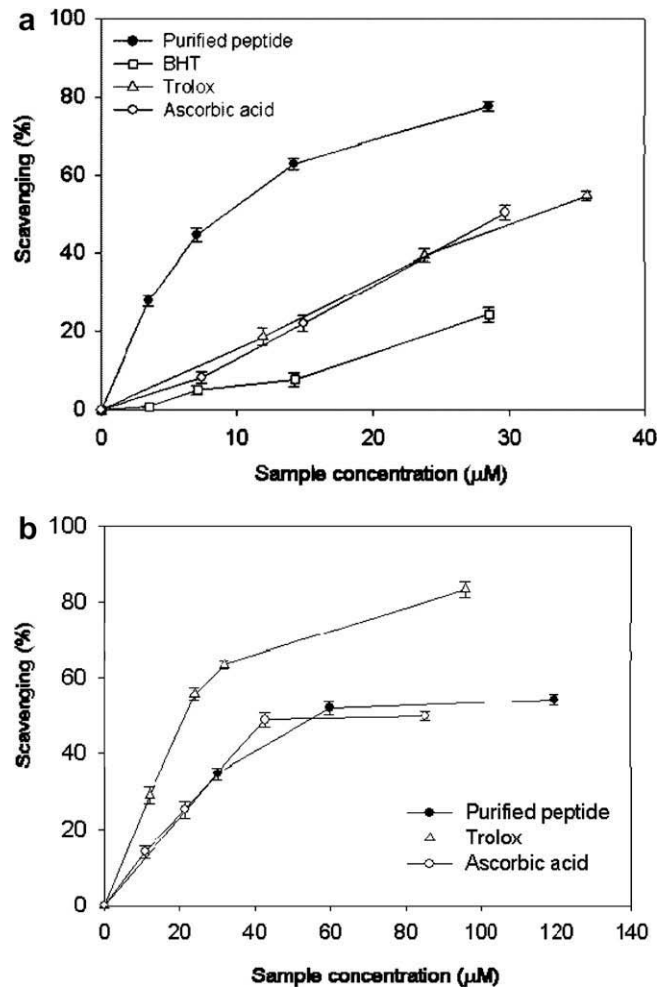 a
100
80
60
40
20
0
Scavenging (%)
Purified peptide
BHT
Trolox
Ascorbic acid
0 10 20 30 40
Sample concentration (μM)
b
100
80
60
40
20
0
Scavenging (%)
Purified peptide
Trolox
Ascorbic acid
0 20 40 60 80 100 120 140
Sample concentration (μM)